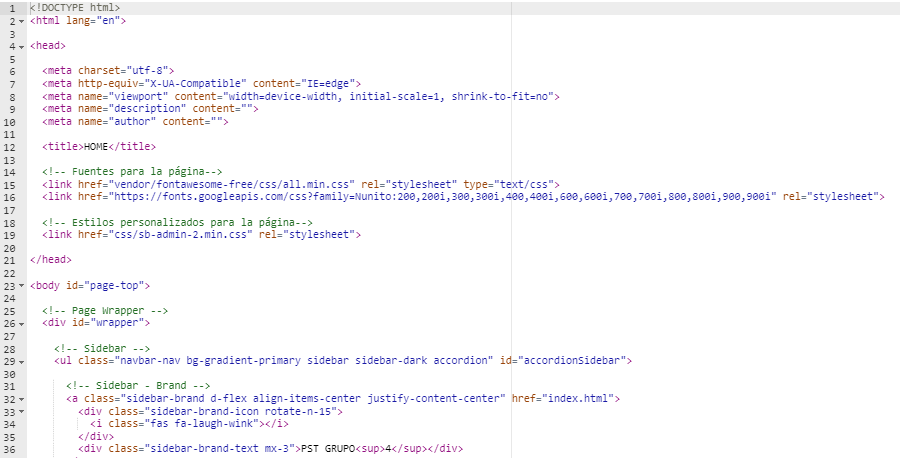 1 <!DOCTYPE html>
2 <html lang="en">
3
4 <head>
5
6 <meta charset="utf-8">
7 <meta http-equiv="X-UA-Compatible" content="IE=edge">
8 <meta name="viewport" content="width=device-width, initial-scale=1, shrink-to-fit=no">
9 <meta name="description" content="">
10 <meta name="author" content="">
11
12 <title>HOME</title>
13
14 <!-- Fuentes para la página-->
15 <link href="vendor/fontawesome-free/css/all.min.css" rel="stylesheet" type="text/css">
16 <link href="https://fonts.googleapis.com/css?family=Nunito:200,200i,300,300i,400,400i,600,600i,700,700i,800,800i,900,900i" rel="stylesheet">
17
18 <!-- Estilos personalizados para la página-->
19 <link href="css/sb-admin-2.min.css" rel="stylesheet">
20
21 </head>
22
23 <body id="page-top">
24
25 <!-- Page Wrapper -->
26 <div id="wrapper">
27
28 <!-- Sidebar -->
29 <ul class="navbar-nav bg-gradient-primary sidebar sidebar-dark accordion" id="accordionSidebar">
30
31 <!-- Sidebar - Brand -->
32 <a class="sidebar-brand d-flex align-items-center justify-content-center" href="index.html">
33 <div class="sidebar-brand-icon rotate-n-15">
34 <i class="fas fa-laugh-wink"></i>
35 </div>
36 <div class="sidebar-brand-text mx-3">PST GRUPO<sup>4</sup></div>